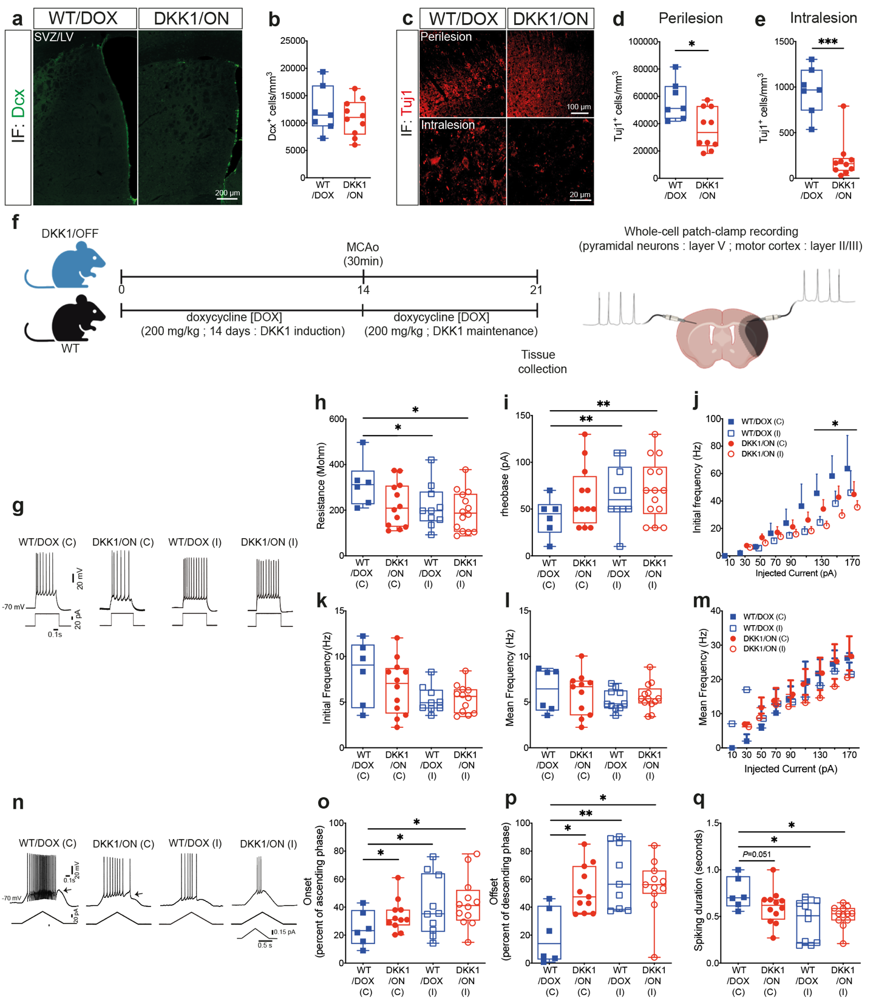 a
WT/DOX
DKK1/ON
IF: Dcx
SVZ/LV
200 µm
b
Dcx+ cells/mm3
25000
20000
15000
10000
5000
0
WT
/DOX
DKK1
/ON
c
WT/DOX
DKK1/ON
IF: Tuj1
Perilesion
100 µm
Intralesion
20 µm
d
Perilesion
Tuj1+ cells/mm3
100000
80000
60000
40000
20000
0
*
WT
/DOX
DKK1
/ON
e
Intralesion
Tuj1+ cells/mm3
1500
1000
500
0
***
WT
/DOX
DKK1
/ON
f
DKK1/OFF
WT
MCAo
(30min)
0
14
21
doxycycline [DOX]
(200 mg/kg ; 14 days : DKK1 induction)
doxycycline [DOX]
(200 mg/kg ; DKK1 maintenance)
Tissue
collection
Whole-cell patch-clamp recording
(pyramidal neurons : layer V ; motor cortex : layer II/III)
g
WT/DOX (C)
DKK1/ON (C)
WT/DOX (I)
DKK1/ON (I)
20 mV
-70 mV
20 pA
0.1s
h
Resistance (Mohm)
600
400
200
0
*
*
WT
/DOX
(C)
DKK1
/ON
(C)
WT
/DOX
(I)
DKK1
/ON
(I)
i
rheobase (pA)
150
100
50
0
**
**
WT
/DOX
(C)
DKK1
/ON
(C)
WT
/DOX
(I)
DKK1
/ON
(I)
j
Initial frequency (Hz)
100
80
60
40
20
0
WT/DOX (C)
WT/DOX (I)
DKK1/ON (C)
DKK1/ON (I)
*
10 30 50 70 90 130 170
Injected Current (pA)
k
Initial Frequency(Hz)
15
10
5
0
WT
/DOX
(C)
DKK1
/ON
(C)
WT
/DOX
(I)
DKK1
/ON
(I)
l
Mean Frequency (Hz)
15
10
5
0
WT
/DOX
(C)
DKK1
/ON
(C)
WT
/DOX
(I)
DKK1
/ON
(I)
m
Mean Frequency (Hz)
40
30
20
10
0
WT/DOX (C)
WT/DOX (I)
DKK1/ON (C)
DKK1/ON (I)
10 30 50 70 90 130 170
Injected Current (pA)
n
WT/DOX (C)
DKK1/ON (C)
WT/DOX (I)
DKK1/ON (I)
0.1s
20 mV
-70 mV
20 pA
0.15 pA
0.5 s
o
Onset
(percent of ascending phase)
100
80
60
40
20
0
*
*
*
WT
/DOX
(C)
DKK1
/ON
(C)
WT
/DOX
(I)
DKK1
/ON
(I)
p
Offset
(percent of descending phase)
100
80
60
40
20
0
*
**
*
WT
/DOX
(C)
DKK1
/ON
(C)
WT
/DOX
(I)
DKK1
/ON
(I)
q
Spiking duration (seconds)
1.5
1.0
0.5
0.0
*
*
P=0.051
WT
/DOX
(C)
DKK1
/ON
(C)
WT
/DOX
(I)
DKK1
/ON
(I)